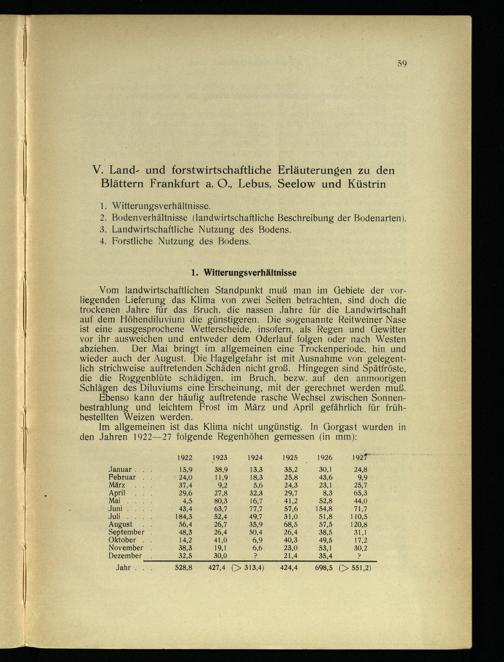 59
V. Land- und forstwirtschaftliche Erläuterungen zu den
Blättern Frankfurt a. O., Lebus, Seelow und Küstrin
1. Witterungsverhältnisse.
2. Bodenverhältnisse (landwirtschaftliche Beschreibung der Bodenarten).
3. Landwirtschaftliche Nutzung des Bodens.
4. Forstliche Nutzung des Bodens.
1. Witterungsverhältnisse
Vom landwirtschaftlichen Standpunkt muß man im Gebiete der vor-
liegenden Lieferung das Klima von zwei Seiten betrachten, sind doch die
trockenen Jahre für das Bruch, die nassen Jahre für die Landwirtschaft
auf dem Höhendiluvium die günstigeren. Die sogenannte Reitweiner Nase
ist eine ausgesprochene Wetterscheide, insofern, als Regen und Gewitter
vor ihr ausweichen und entweder dem Oderlauf folgen oder nach Westen
abziehen. Der Mai bringt im allgemeinen eine Trockenperiode, hin und
wieder auch der August. Die Hagelgefahr ist mit Ausnahme von gelegent-
lich strichweise auftretenden Schäden nicht groß. Hingegen sind Spätfröste,
die die Roggenblüte schädigen, im Bruch, bezw. auf den anmoorigen
Schlägen des Diluviums eine Erscheinung, mit der gerechnet werden muß.
Ebenso kann der häufig auftretende rasche Wechsel zwischen Sonnen-
bestrahlung und leichtem Frost im März und April gefährlich für früh-
bestellten Weizen werden.
Im allgemeinen ist das Klima nicht ungünstig. In Gorgast wurden in
den Jahren 1922—27 folgende Regenhöhen gemessen (in mm):
1922 1923 1924 1925 1926 1927
Januar . . . 15,9 38,9 13,3 35,2 30,1 24,8
Februar . . . 24,0 11,9 18,3 25,8 43,6 9,9
März . . . 37,4 9,2 5,6 24,3 23,1 25,7
April . . . 29,6 27,8 32,3 29,7 8,3 65,3
Mai . . . 4,5 80,3 16,7 41,2 52,8 44,0
Juni . . . 43,4 63,7 77,7 57,6 154,8 71,7
Juli . . . 184,3 52,4 49,7 31,0 51,8 110,5
August . . . 56,4 26,7 35,9 68,5 57,5 120,8
September . 48,3 26,4 50,4 26,4 38,5 31,1
Oktober . . 14,2 41,0 6,9 40,3 49,5 17,2
November . 38,3 19,1 6,6 23,0 53,1 30,2
Dezember 32,5 30,0 ? 21,4 35,4 ?
Jahr . . . 528,8 427,4 (> 313,4) 424,4 698,5 (> 551,2)